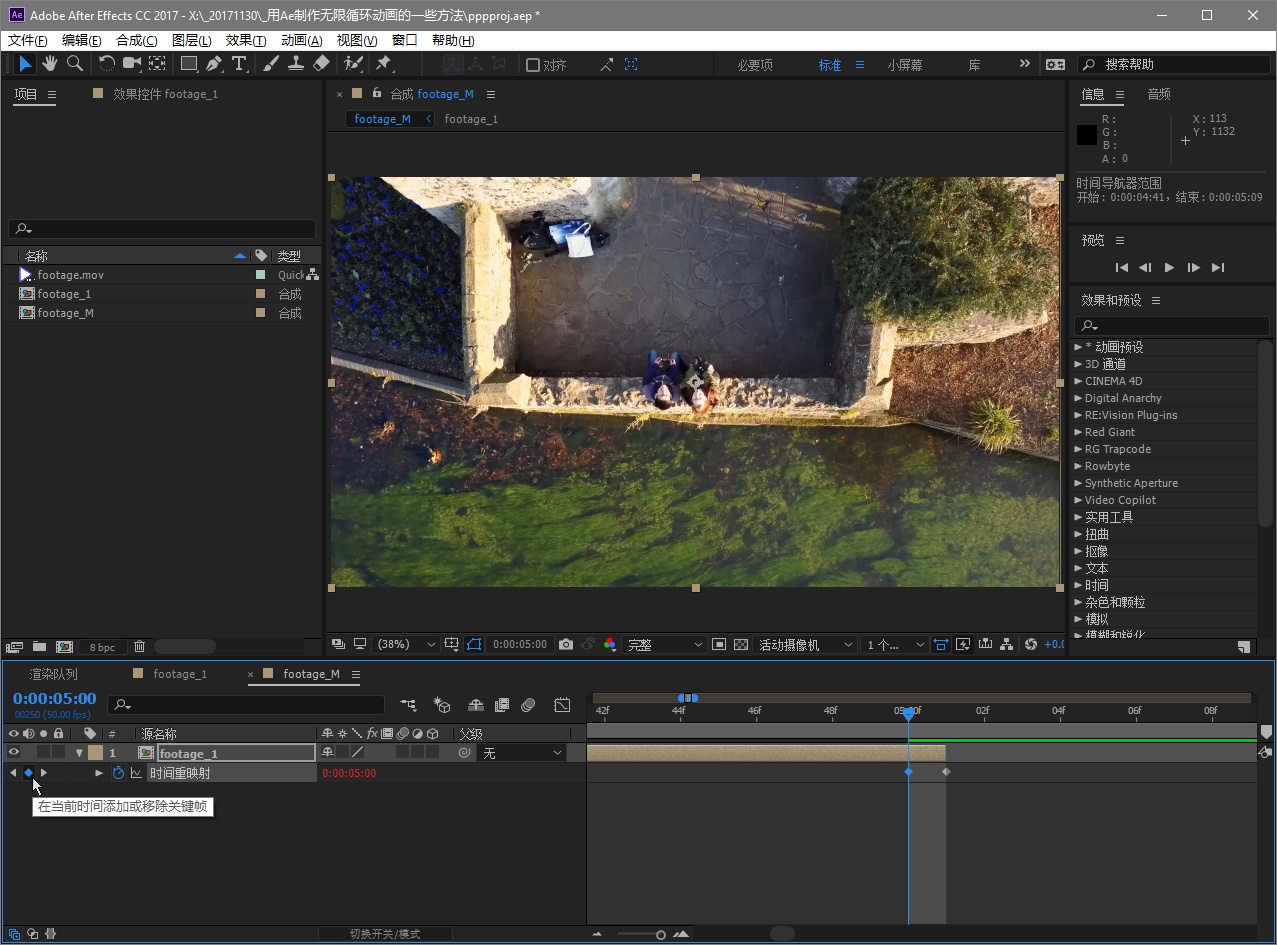 Ae Adobe After Effects CC 2017 - X:\_20171130\_用Ae制作无限循环动画的一些方法\pppproj.aep *
文件(F) 编辑(E) 合成(C) 图层(L) 效果(T) 动画(A) 视图(V) 窗口 帮助(H)
对齐 必要项 标准 小屏幕 库 搜索帮助
项目 效果控件 footage_1
名称 类型
footage.mov Quick
footage_1 合成
footage_M 合成
8 bpc
合成 footage_M
footage_M footage_1
(38%) 0:00:05:00 完整 活动摄像机 1 个... +0.0
信息 音频
R :
G :
B :
A : 0
X : 113
Y : 1132
时间导航器范围
开始 : 0:00:04:41，结束 : 0:00:05:09
预览
效果和预设
* 动画预设
3D 通道
CINEMA 4D
Digital Anarchy
RE:Vision Plug-ins
Red Giant
RG Trapcode
Rowbyte
Synthetic Aperture
Video Copilot
实用工具
扭曲
抠像
文本
时间
杂色和颗粒
模拟
模糊和锐化
渲染队列 footage_1 footage_M
0:00:05:00
00250 (50.00 fps)
42f 44f 46f 48f 05:00f 02f 04f 06f 08f
# 源名称 fx 父级
1 footage_1 无
时间重映射 0:00:05:00
在当前时间添加或移除关键帧
切换开关/模式